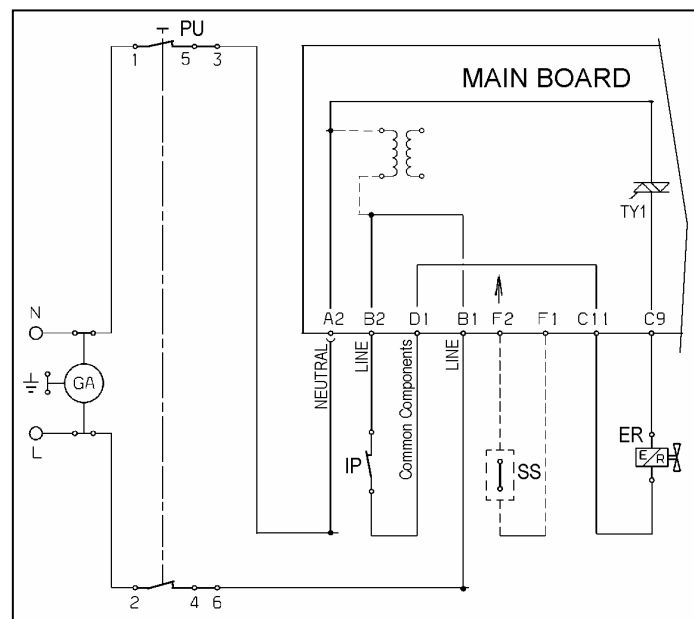 PU
1 5 3
MAIN BOARD
TY1
N
GA
L
A2 B2 D1 B1 F2 F1 C11 C9
NEUTRAL
LINE
Common Components
LINE
IP
SS
ER
E/R
2 4 6